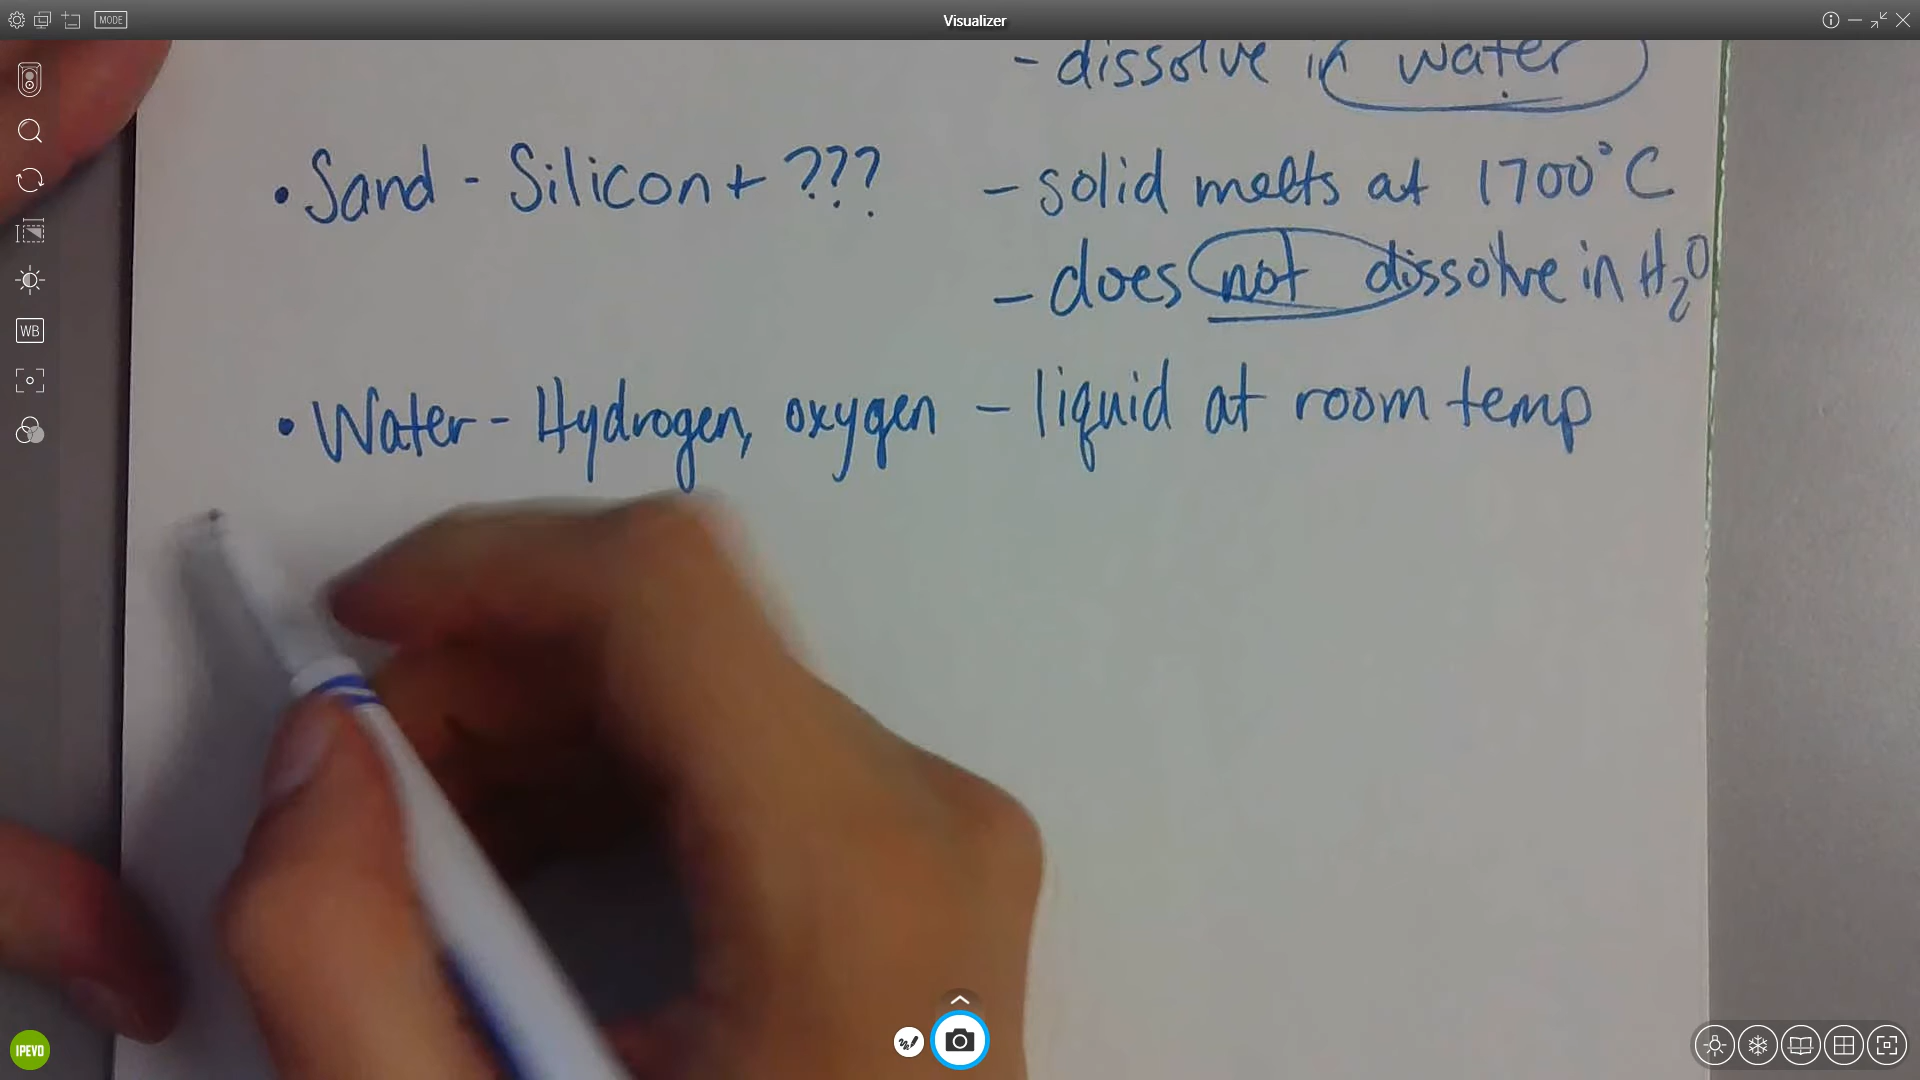 MODE
Visualizer
- dissolve in water
• Sand - Silicon + ???
- solid melts at 1700°C
- does not dissolve in H₂O
• Water - Hydrogen, oxygen - liquid at room temp
WB
IPEVO